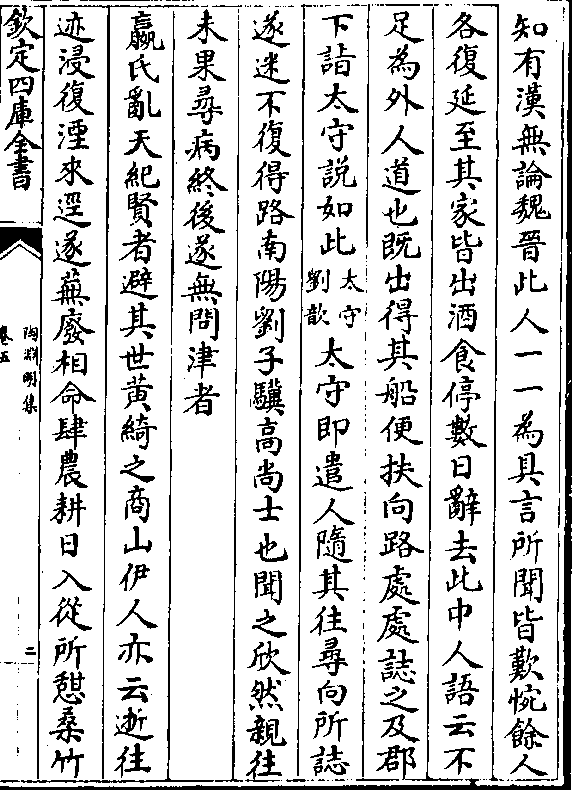 知有漢無論魏晉此人一一為具言所聞皆歎惋餘人
各復延至其家皆出酒食停數日辭去此中人語云不
足為外人道也既出得其船便扶向路處處誌之及郡
下詣太守說如此太守劉歆太守即遣人隨其往尋向所誌
遂迷不復得路南陽劉子驥高尚士也聞之欣然親往
未果尋病終後遂無問津者
嬴氏亂天紀賢者避其世黃綺之商山伊人亦云逝往
迹浸復湮來逕遂蕪廢相命肆農耕日入從所憩桑竹
欽定四庫全書
陶淵明集
卷五
二